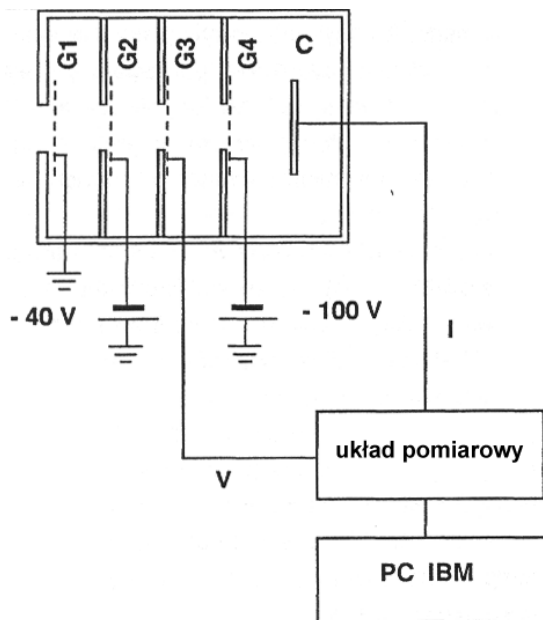 G1
G2
G3
G4
C
- 40 V
- 100 V
I
V
układ pomiarowy
PC IBM